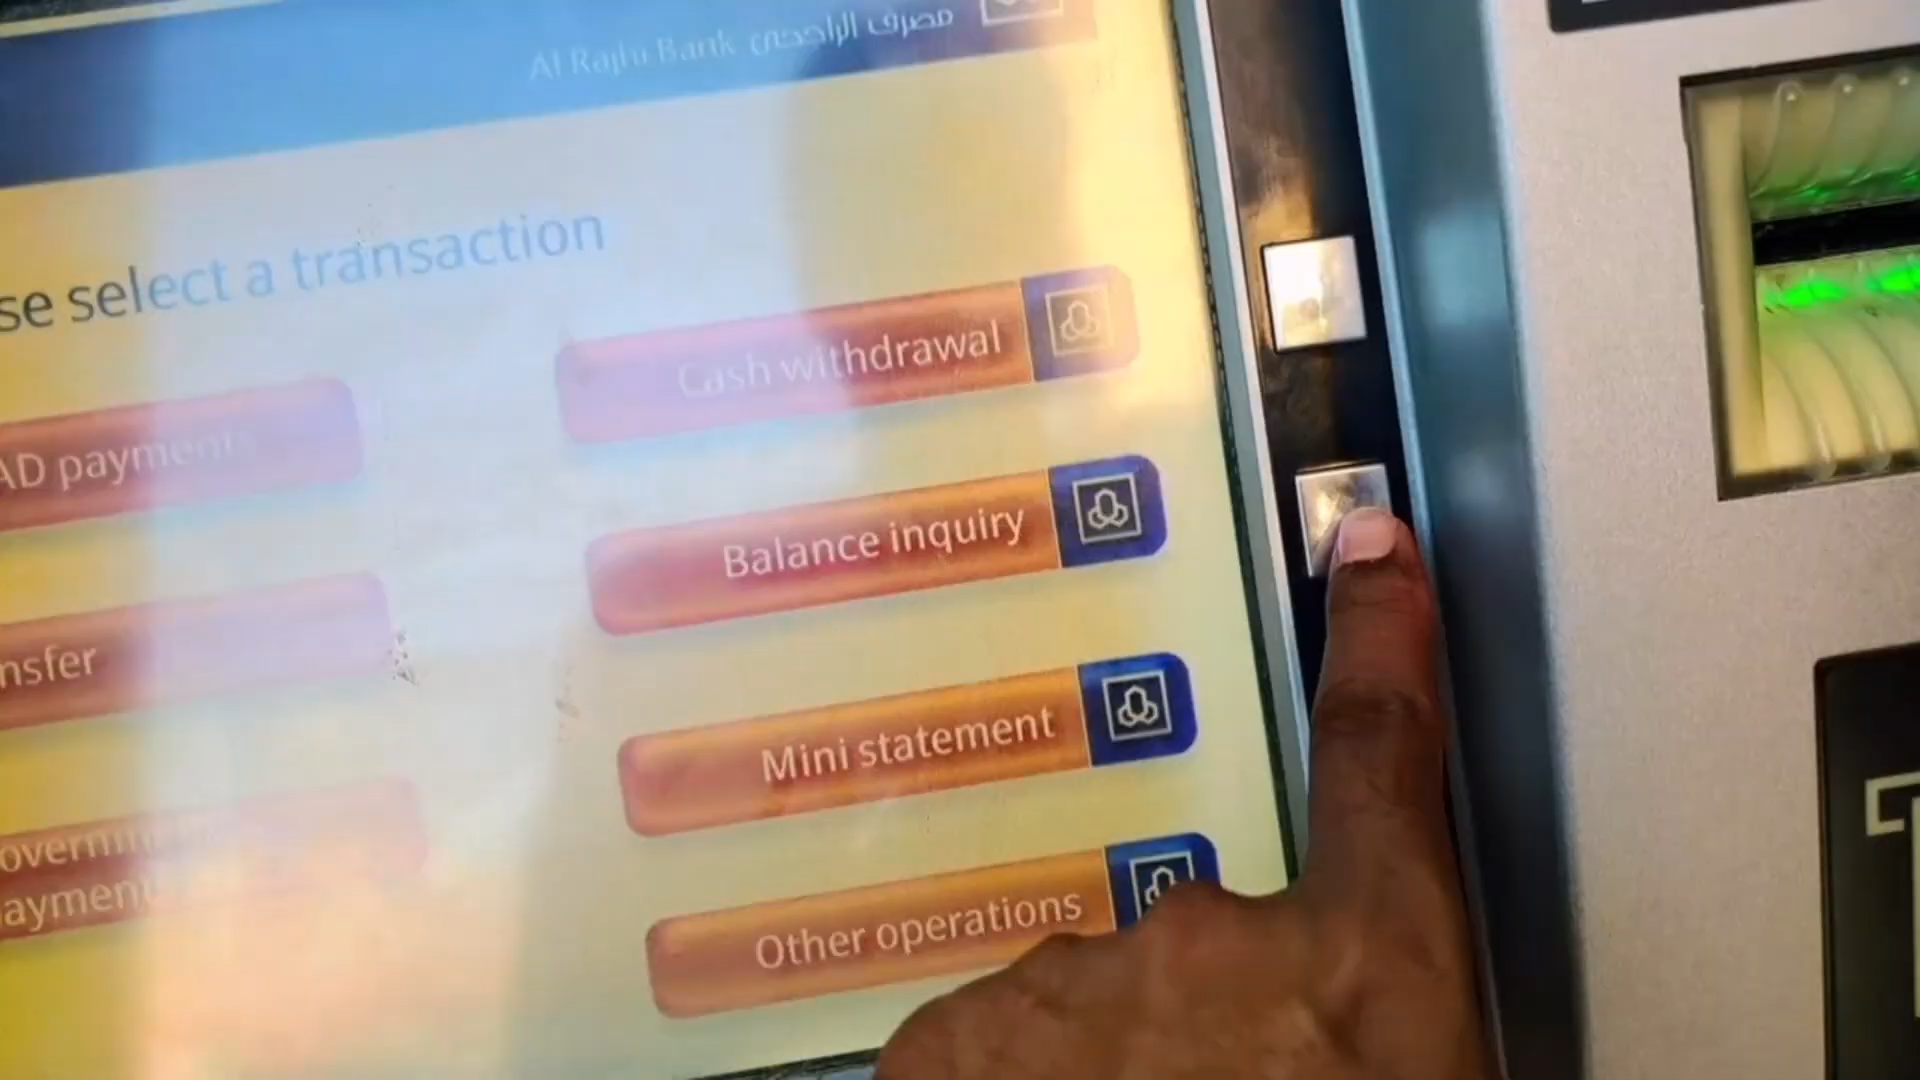 Al Rajhi Bank مصرف الراجحي
se select a transaction
Cash withdrawal
AD payments
Balance inquiry
nsfer
Mini statement
overnm
payment
Other operations